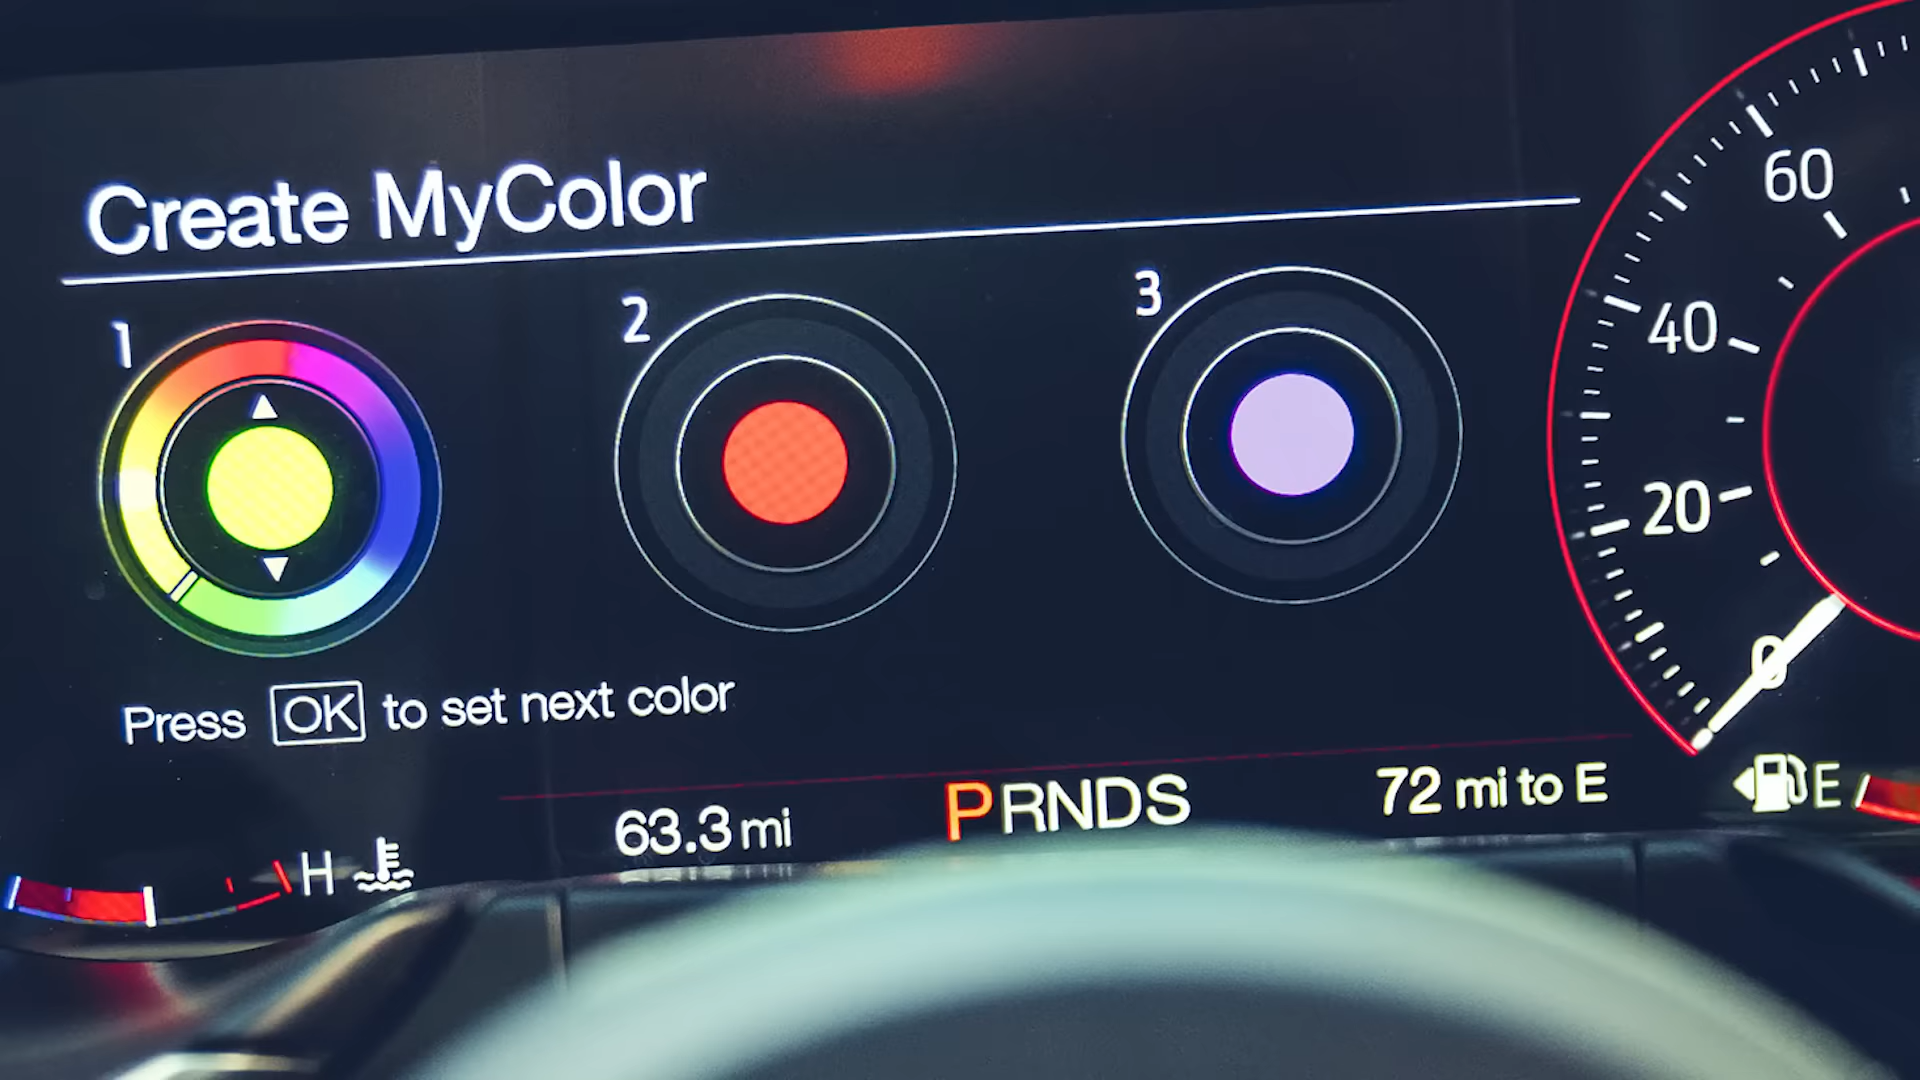 Create MyColor
1
2
3
Press OK to set next color
63.3 mi
PRNDS
72 mi to E
H
60
40
20
0
E